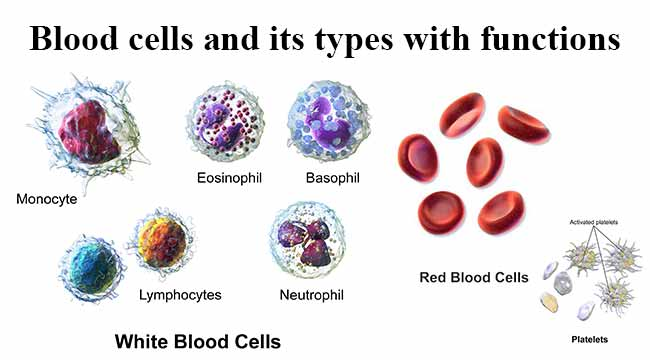 Blood cells and its types with functions
Monocyte
Eosinophil
Basophil
Lymphocytes
Neutrophil
White Blood Cells
Red Blood Cells
Activated platelets
Platelets